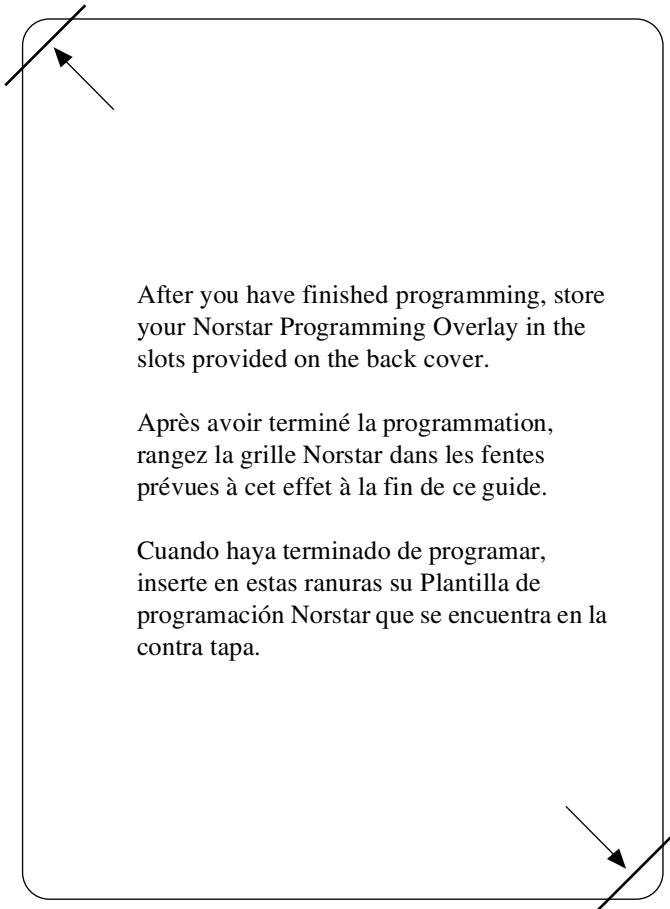 After you have finished programming, store
your Norstar Programming Overlay in the
slots provided on the back cover.
Après avoir terminé la programmation,
rangez la grille Norstar dans les fentes
prévues à cet effet à la fin de ce guide.
Cuando haya terminado de programar,
inserte en estas ranuras su Plantilla de
programación Norstar que se encuentra en la
contra tapa.